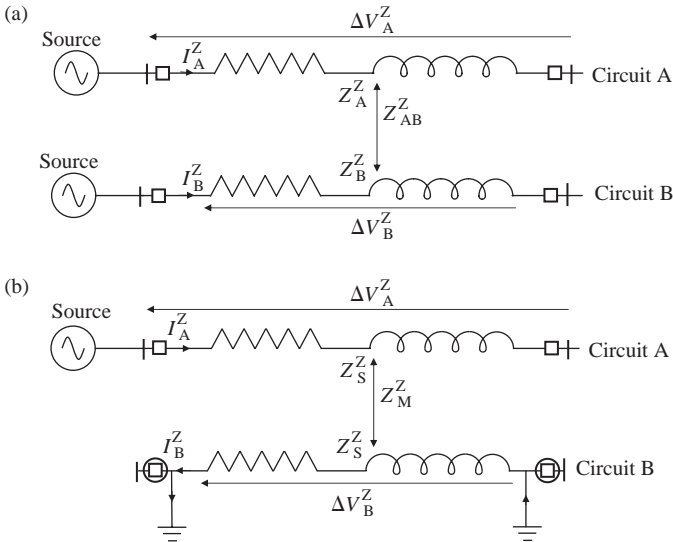 (a)
ΔV_A^Z
Source
I_A^Z
Z_A^Z
Z_AB^Z
Circuit A
Source
I_B^Z
Z_B^Z
Circuit B
ΔV_B^Z
(b)
ΔV_A^Z
Source
I_A^Z
Z_S^Z
Z_M^Z
Circuit A
I_B^Z
Z_S^Z
Circuit B
ΔV_B^Z